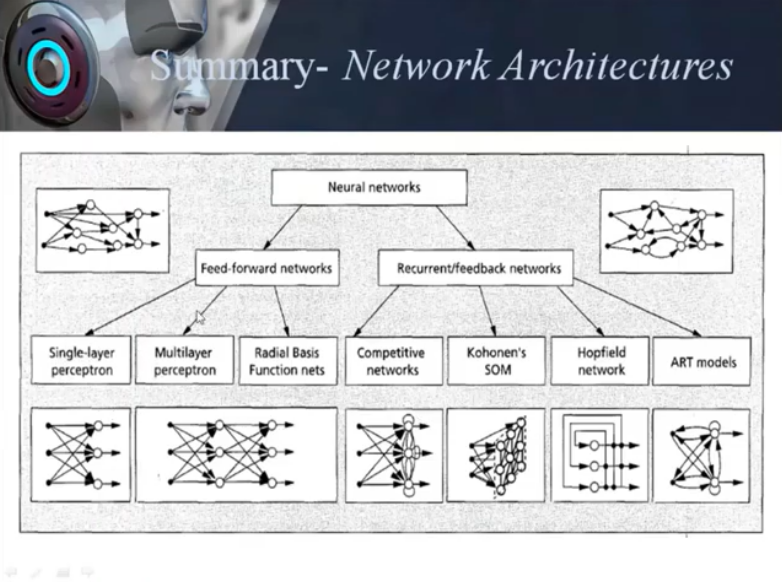 Summary- Network Architectures
Neural networks
Feed-forward networks
Recurrent/feedback networks
Single-layer
perceptron
Multilayer
perceptron
Radial Basis
Function nets
Competitive
networks
Kohonen's
SOM
Hopfield
network
ART models